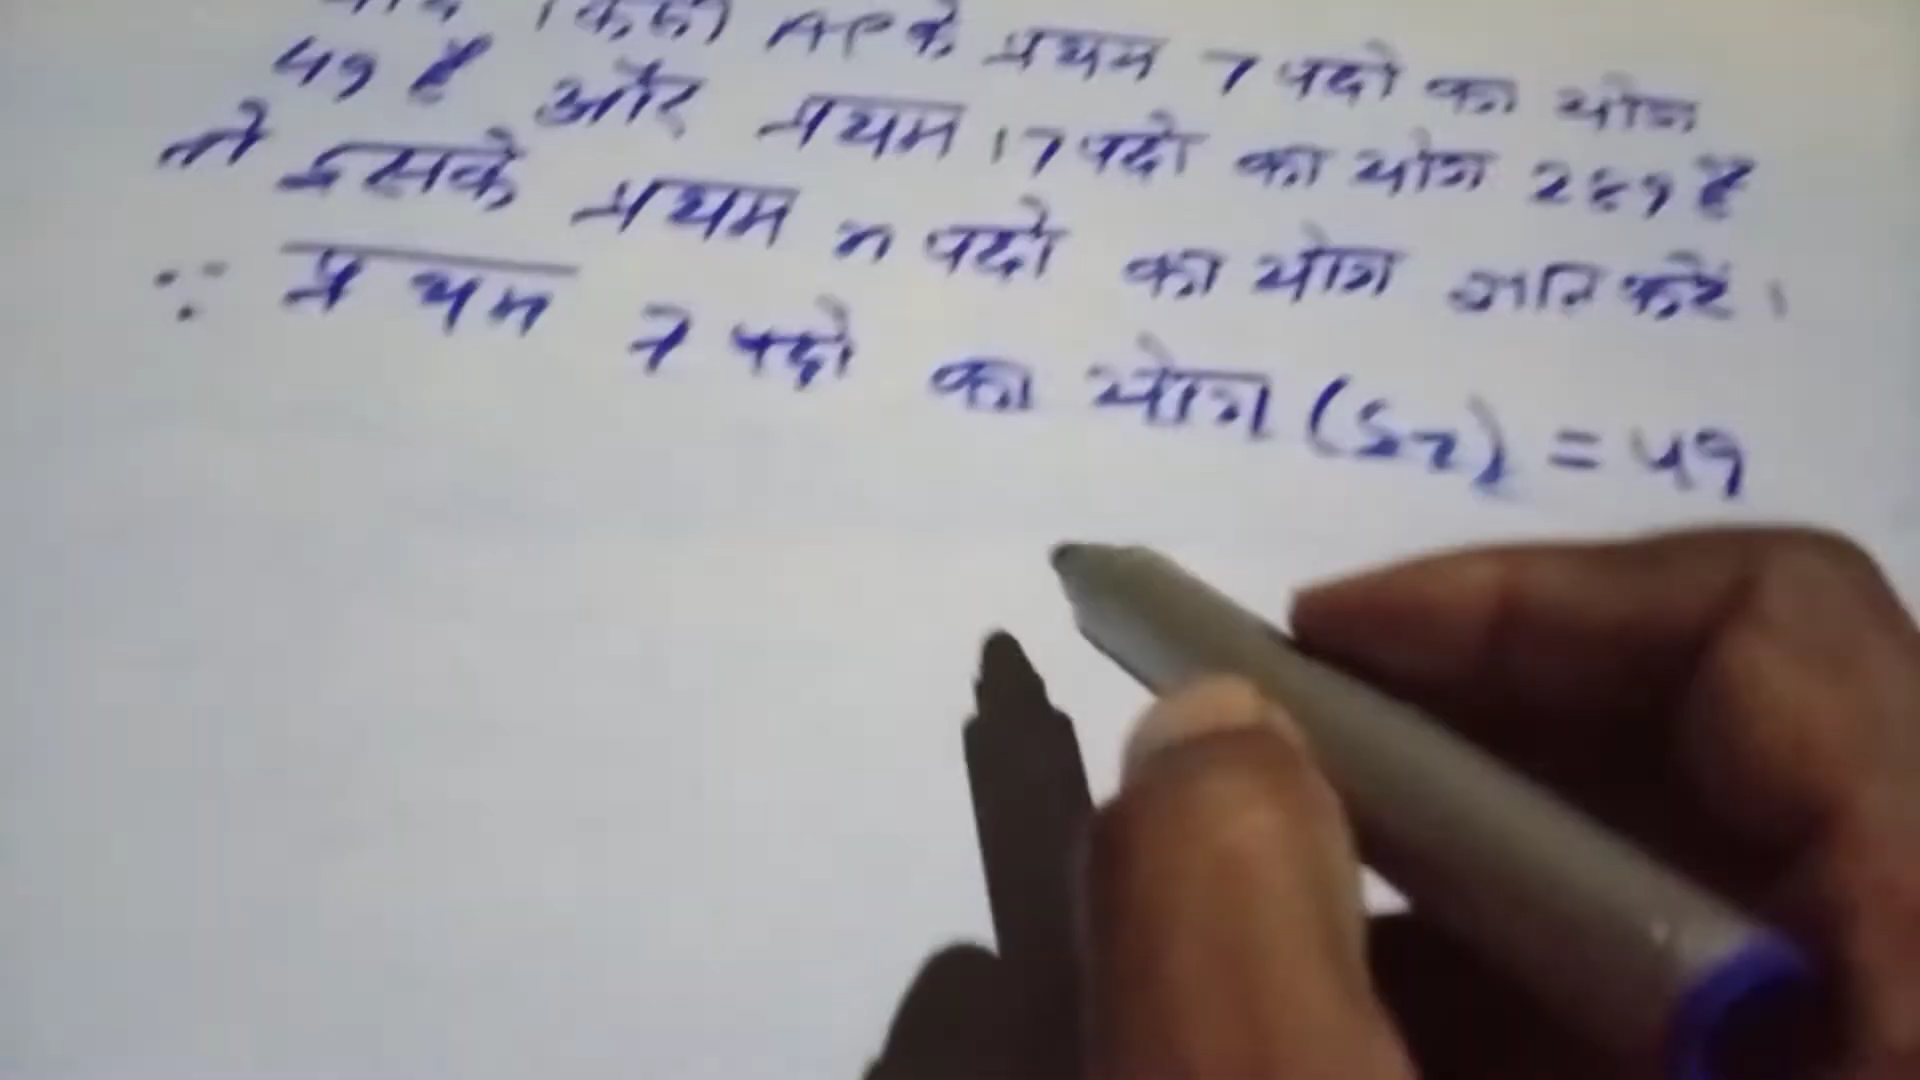 यदि किसी AP के प्रथम 7 पदो का योग
49 है और प्रथम 17 पदो का योग 289 है
तो इसके प्रथम n पदो का योग ज्ञात करें।
∵ प्रथम 7 पदो का योग (S₇) = 49